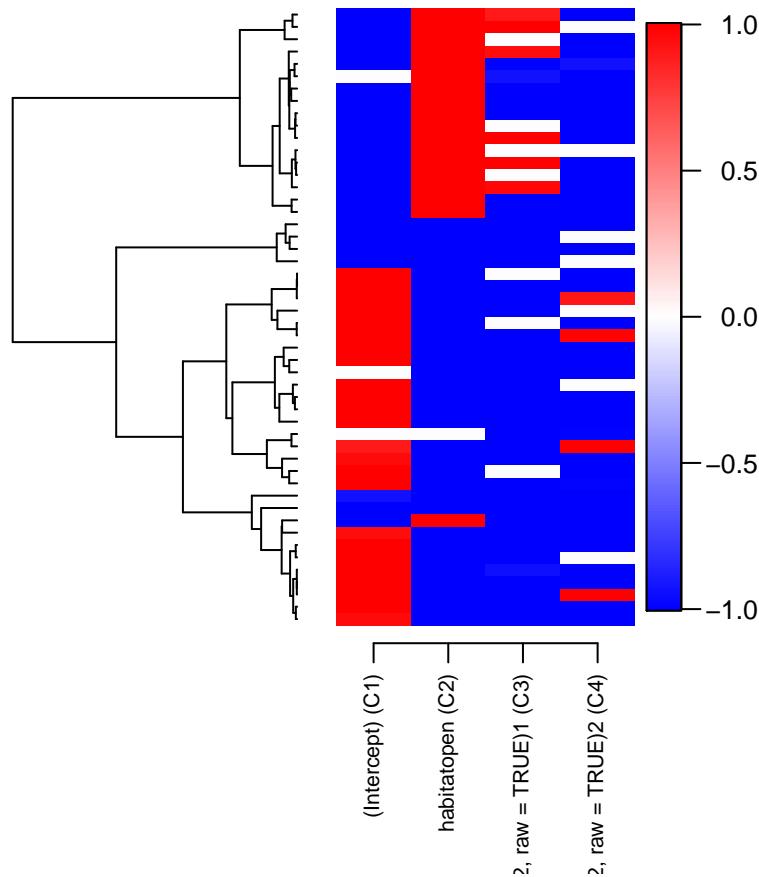 1.0
0.5
0.0
−0.5
−1.0
(Intercept) (C1)
habitatopen (C2)
2, raw = TRUE)1 (C3)
2, raw = TRUE)2 (C4)